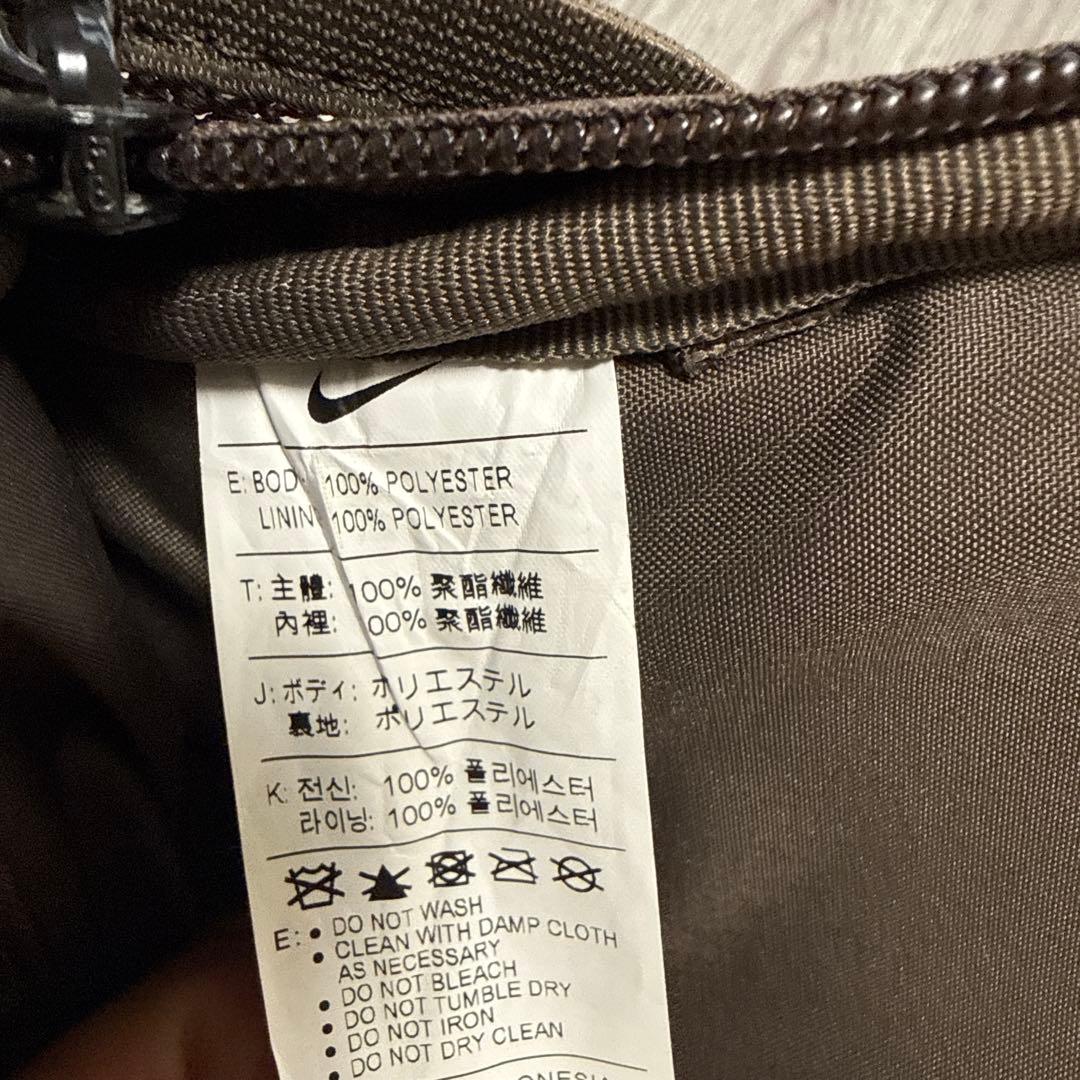 E: BODY: 100% POLYESTER
LINING 100% POLYESTER
T: 主體: 100% 聚酯纖維
內裡: 100% 聚酯纖維
J: ボディ: ポリエステル
裏地: ポリエステル
K: 전신: 100% 폴리에스터
라이닝: 100% 폴리에스터
E: • DO NOT WASH
• CLEAN WITH DAMP CLOTH
AS NECESSARY
• DO NOT BLEACH
• DO NOT TUMBLE DRY
• DO NOT IRON
• DO NOT DRY CLEAN